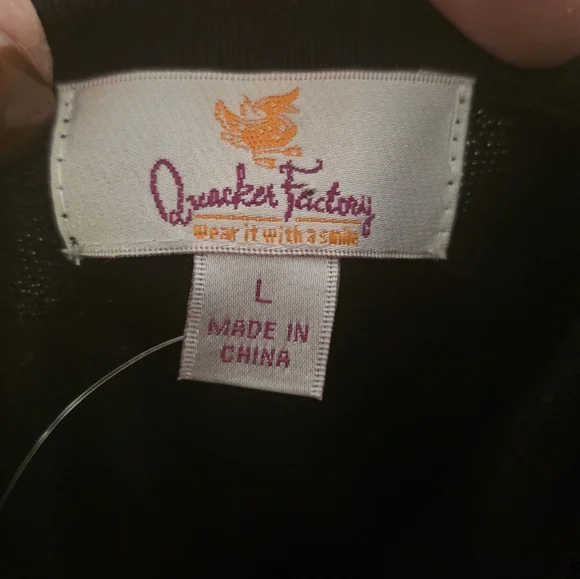 Quacker Factory
Wear it with a smile
L
MADE IN
CHINA